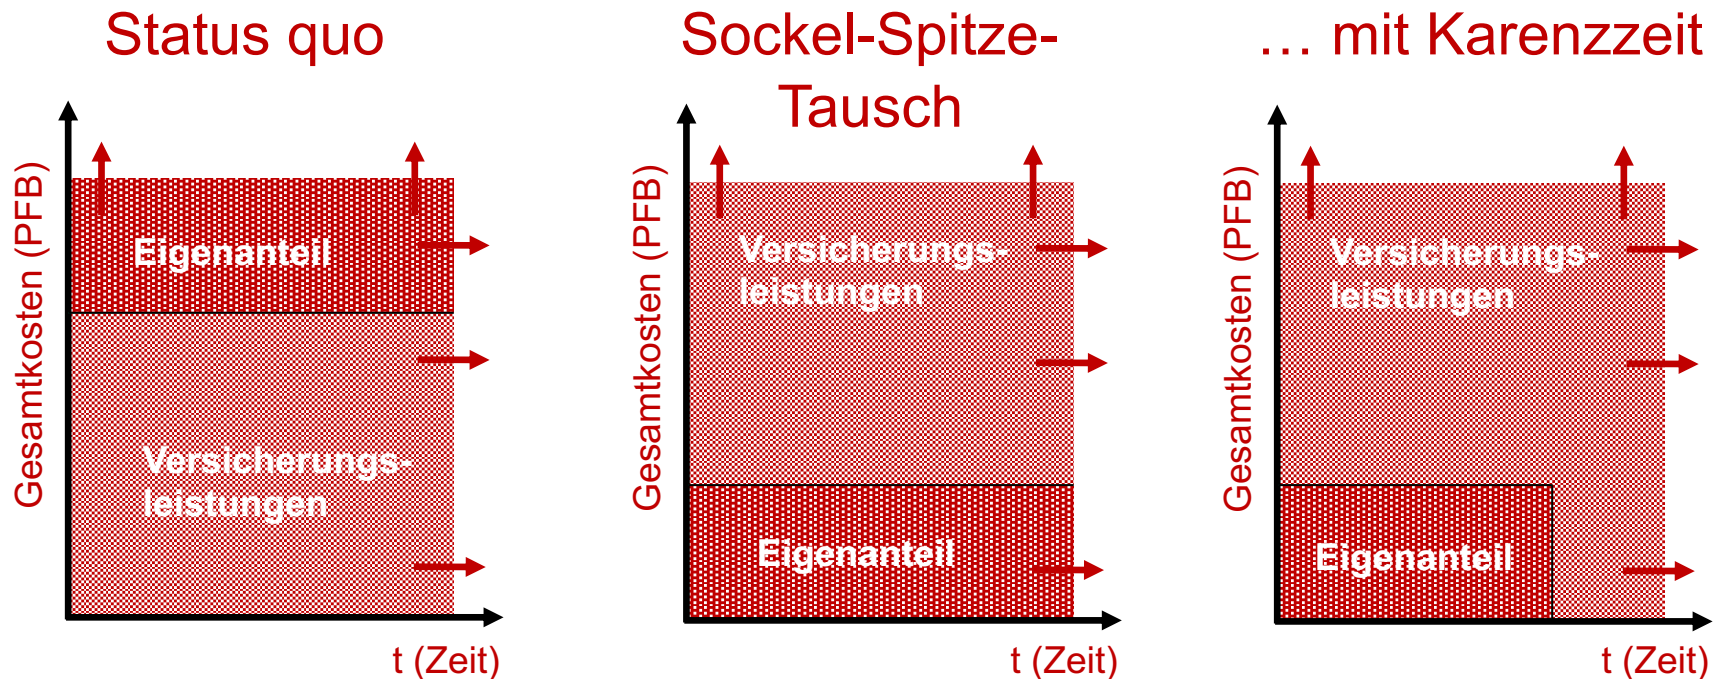 Status quo
Gesamtkosten (PFB)
Eigenanteil
Versicherungs-
leistungen
t (Zeit)
Sockel-Spitze-
Tausch
Gesamtkosten (PFB)
Versicherungs-
leistungen
Eigenanteil
t (Zeit)
… mit Karenzzeit
Gesamtkosten (PFB)
Versicherungs-
leistungen
Eigenanteil
t (Zeit)